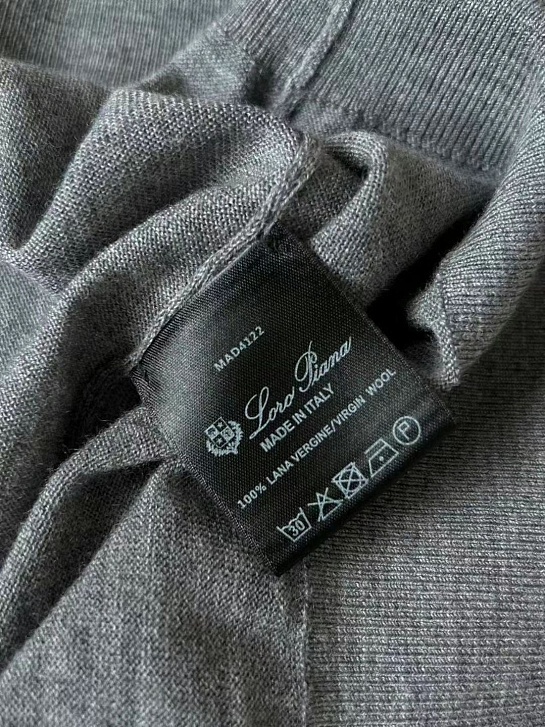 MAD4122
Loro Piana
MADE IN ITALY
100% LANA VERGINE/VIRGIN WOOL
30 P